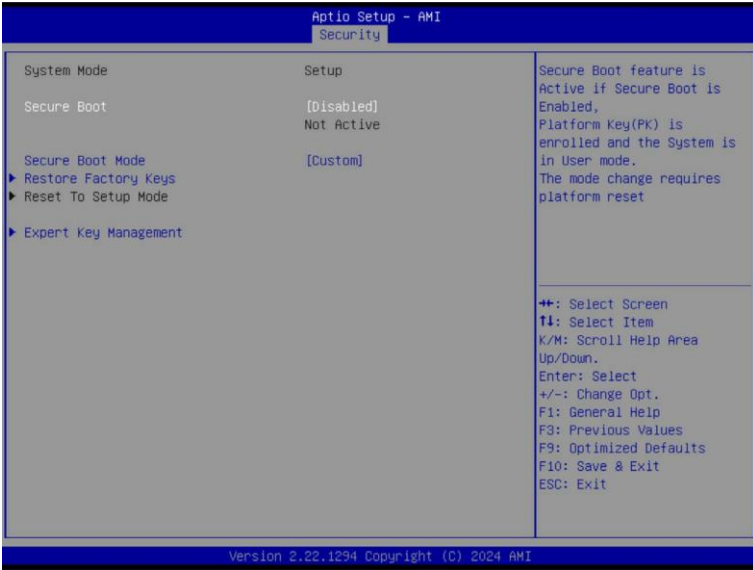 Aptio Setup – AMI
Security
System Mode Setup
Secure Boot [Disabled]
Not Active
Secure Boot Mode [Custom]
Restore Factory Keys
Reset To Setup Mode
Expert Key Management
Secure Boot feature is
Active if Secure Boot is
Enabled,
Platform Key(PK) is
enrolled and the System is
in User mode.
The mode change requires
platform reset
→←: Select Screen
↑↓: Select Item
K/M: Scroll Help Area
Up/Down.
Enter: Select
+/-: Change Opt.
F1: General Help
F3: Previous Values
F9: Optimized Defaults
F10: Save & Exit
ESC: Exit
Version 2.22.1294 Copyright (C) 2024 AMI